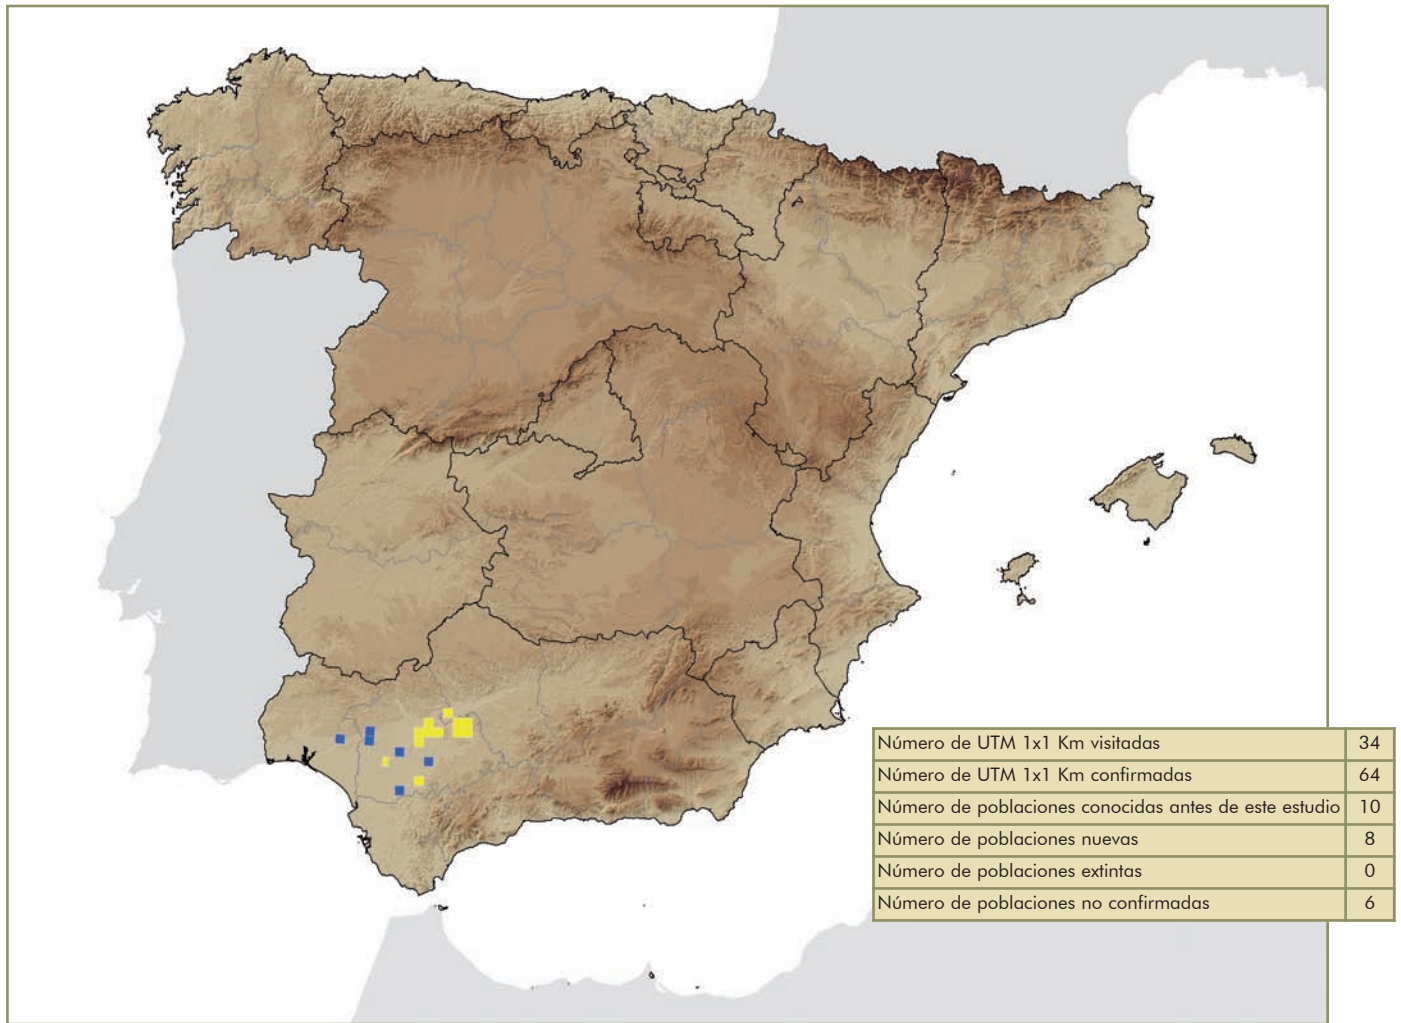 Número de UTM 1x1 Km visitadas 34
Número de UTM 1x1 Km confirmadas 64
Número de poblaciones conocidas antes de este estudio 10
Número de poblaciones nuevas 8
Número de poblaciones extintas 0
Número de poblaciones no confirmadas 6